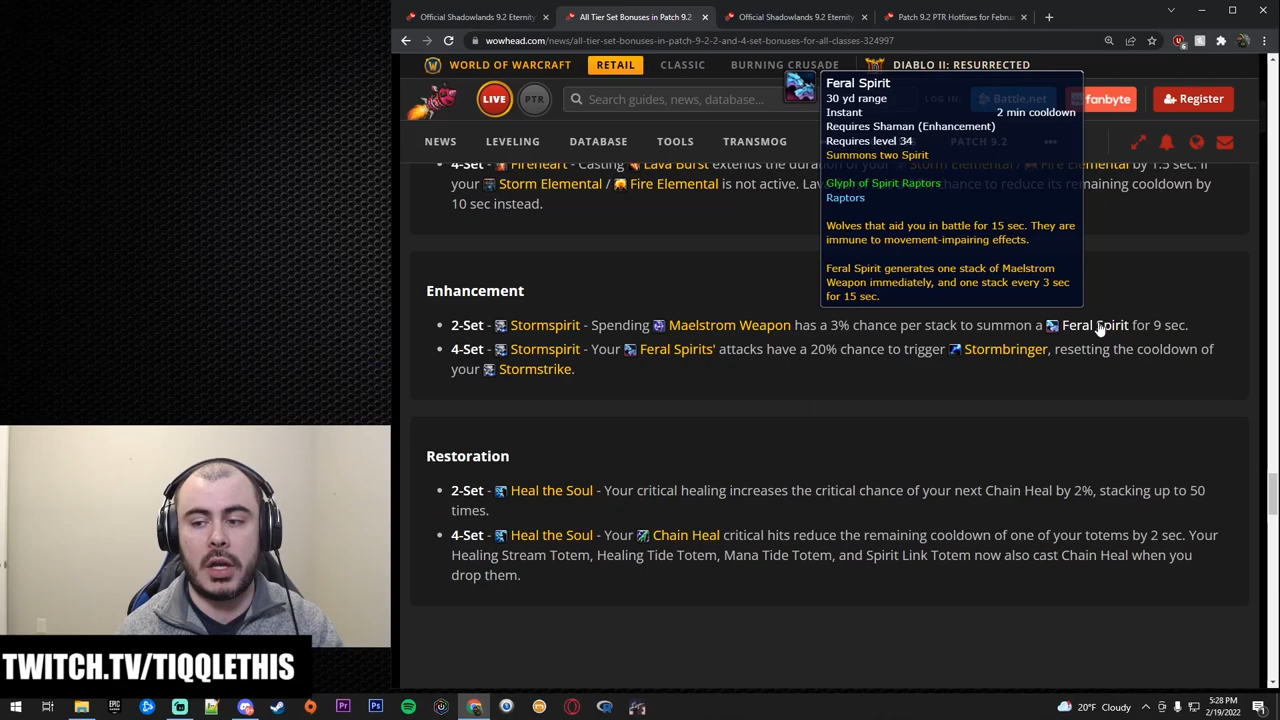 Official Shadowlands 9.2 Eternity
All Tier Set Bonuses in Patch 9.2
Official Shadowlands 9.2 Eternity
Patch 9.2 PTR Hotfixes for Febru
wowhead.com/news/all-tier-set-bonuses-in-patch-9-2-2-and-4-set-bonuses-for-all-classes-324997
WORLD OF WARCRAFT RETAIL CLASSIC BURNING CRUSADE DIABLO II: RESURRECTED
LIVE PTR Search guides, news, database... LOG IN: Battle.net fanbyte Register
NEWS LEVELING DATABASE TOOLS TRANSMOG PATCH 9.2
Feral Spirit
30 yd range
Instant 2 min cooldown
Requires Shaman (Enhancement)
Requires level 34
Summons two Spirit
Glyph of Spirit Raptors
Raptors
Wolves that aid you in battle for 15 sec. They are
immune to movement-impairing effects.
Feral Spirit generates one stack of Maelstrom
Weapon immediately, and one stack every 3 sec
for 15 sec.
4-Set - Fireheart - Casting Lava Burst extends the duration of your Storm Elemental / Fire Elemental by 1.5 sec. If
your Storm Elemental / Fire Elemental is not active. Lav chance to reduce its remaining cooldown by
10 sec instead.
Enhancement
2-Set - Stormspirit - Spending Maelstrom Weapon has a 3% chance per stack to summon a Feral Spirit for 9 sec.
4-Set - Stormspirit - Your Feral Spirits' attacks have a 20% chance to trigger Stormbringer, resetting the cooldown of
your Stormstrike.
Restoration
2-Set - Heal the Soul - Your critical healing increases the critical chance of your next Chain Heal by 2%, stacking up to 50
times.
4-Set - Heal the Soul - Your Chain Heal critical hits reduce the remaining cooldown of one of your totems by 2 sec. Your
Healing Stream Totem, Healing Tide Totem, Mana Tide Totem, and Spirit Link Totem now also cast Chain Heal when you
drop them.
TWITCH.TV/TIQQLETHIS
20°F Cloudy
5:28 PM
2/19/2022